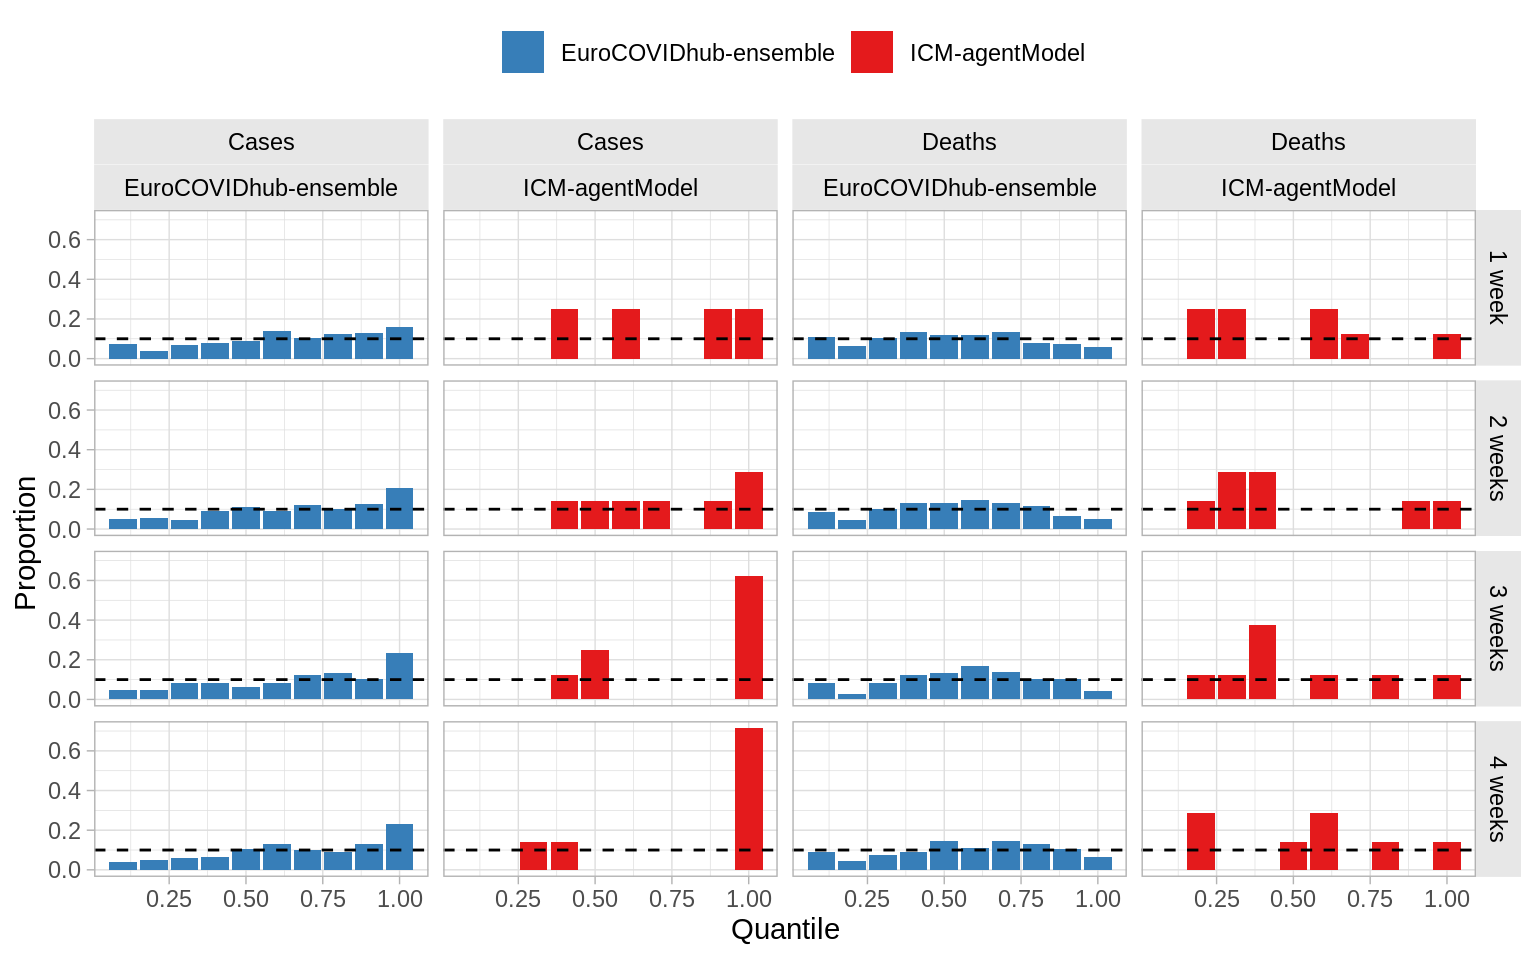 EuroCOVIDhub-ensemble ICM-agentModel
Cases Cases Deaths Deaths
EuroCOVIDhub-ensemble ICM-agentModel EuroCOVIDhub-ensemble ICM-agentModel
0.6
0.4
0.2
0.0
1 week
0.6
0.4
0.2
0.0
2 weeks
Proportion
0.6
0.4
0.2
0.0
3 weeks
0.6
0.4
0.2
0.0
4 weeks
0.25 0.50 0.75 1.00 0.25 0.50 0.75 1.00 0.25 0.50 0.75 1.00 0.25 0.50 0.75 1.00
Quantile